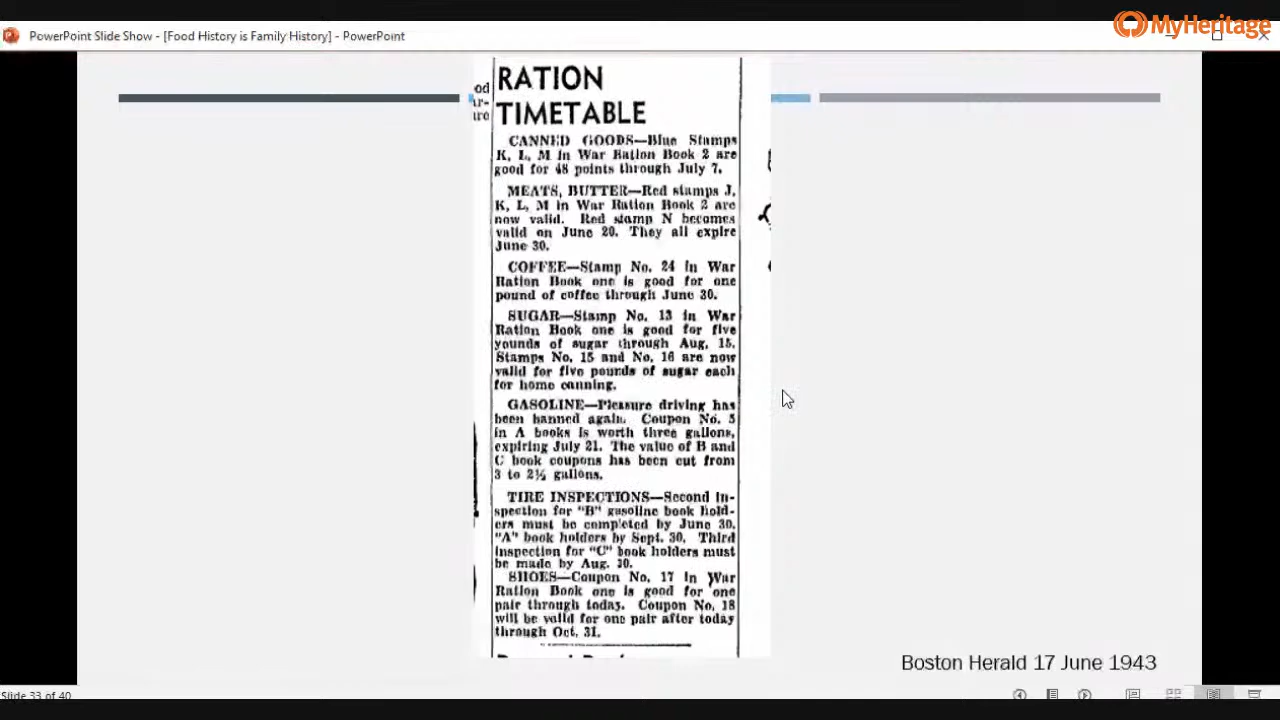 MyHeritage
PowerPoint Slide Show - [Food History is Family History] - PowerPoint
RATION
TIMETABLE
CANNED GOODS—Blue Stamps
K, L, M in War Ration Book 2 are
good for 48 points through July 7.
MEATS, BUTTER—Red stamps J,
K, L, M in War Ration Book 2 are
now valid. Red stamp N becomes
valid on June 20. They all expire
June 30.
COFFEE—Stamp No. 24 in War
Ration Book one is good for one
pound of coffee through June 30.
SUGAR—Stamp No. 13 in War
Ration Book one is good for five
younds of sugar through Aug. 15.
Stamps No. 15 and No. 16 are now
valid for five pounds of sugar each
for home canning.
GASOLINE—Pleasure driving has
been banned again. Coupon No. 5
in A books is worth three gallons,
expiring July 21. The value of B and
C book coupons has been cut from
3 to 2½ gallons.
TIRE INSPECTIONS—Second in-
spection for "B" gasoline book hold-
ers must be completed by June 30.
"A" book holders by Sept. 30. Third
inspection for "C" book holders must
be made by Aug.
SHOES—Coupon No. 17 in War
Ration Book one is good for one
pair through today. Coupon No. 18
will be valid for one pair after today
through Oct. 31.
Boston Herald 17 June 1943
Slide 33 of 40